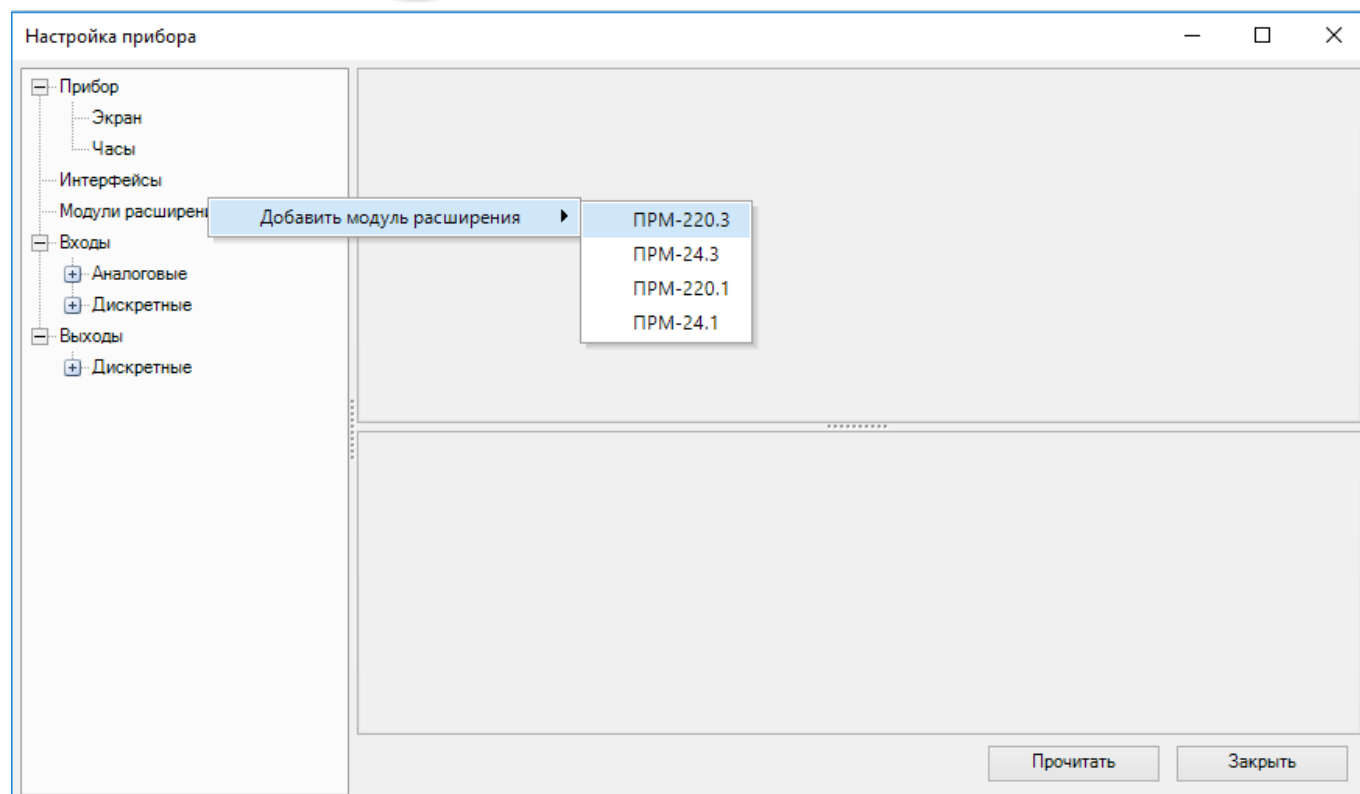 Настройка прибора
Прибор
Экран
Часы
Интерфейсы
Модули
Добавить модуль расширения
ПРМ-220.3
ПРМ-24.3
ПРМ-220.1
ПРМ-24.1
Входы
Аналоговые
Дискретные
Выходы
Дискретные
Прочитать
Закрыть